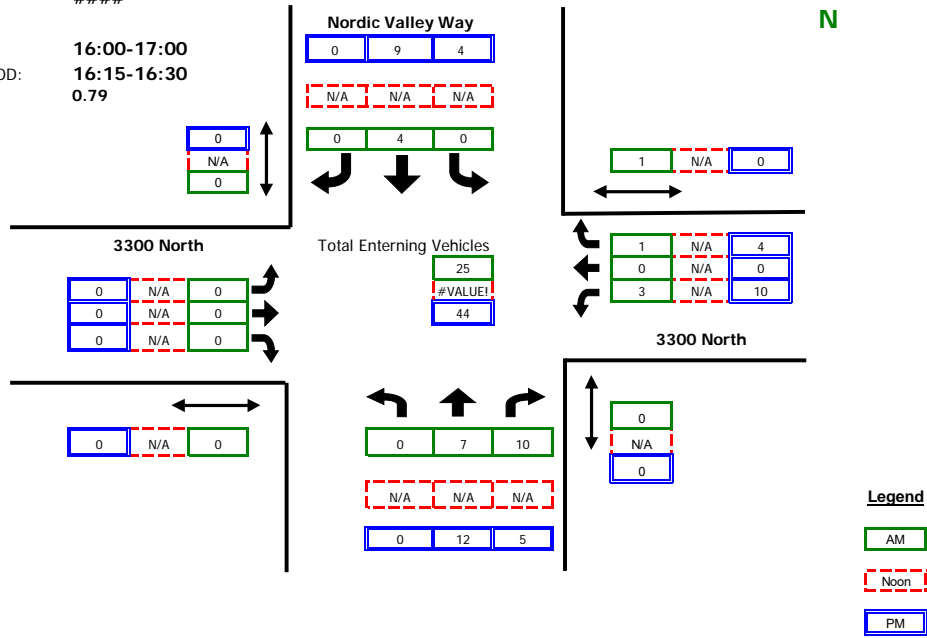 ####
N
Nordic Valley Way
16:00-17:00
OD: 16:15-16:30
0.79
0 9 4
N/A N/A N/A
0 4 0
0
N/A
0
1 N/A 0
3300 North
Total Enterning Vehicles
25
#VALUE!
44
1 N/A 4
0 N/A 0
3 N/A 10
0 N/A 0
0 N/A 0
0 N/A 0
3300 North
0 N/A 0
0 7 10
N/A N/A N/A
0 12 5
0
N/A
0
Legend
AM
Noon
PM